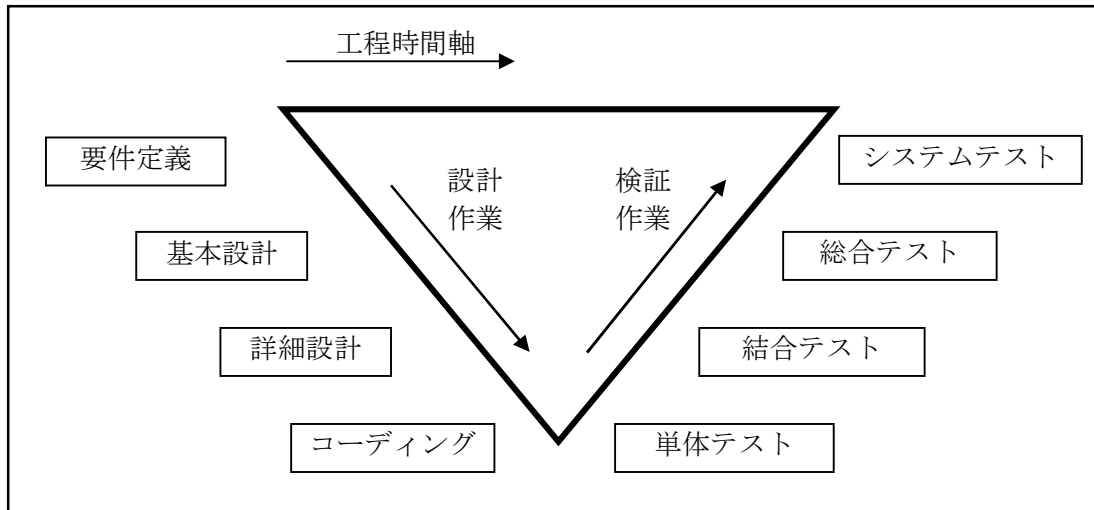 工程時間軸
要件定義
システムテスト
設計
作業
検証
作業
基本設計
総合テスト
詳細設計
結合テスト
コーディング
単体テスト